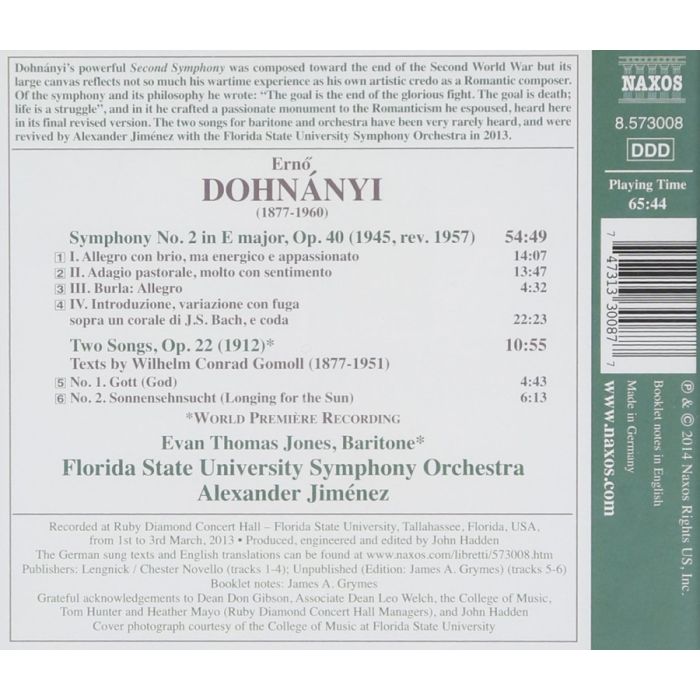 Dohnányi's powerful Second Symphony was composed toward the end of the Second World War but its
large canvas reflects not so much his wartime experience as his own artistic credo as a Romantic composer.
Of the symphony and its philosophy he wrote: “The goal is the end of the glorious fight. The goal is death;
life is a struggle”, and in it he crafted a passionate monument to the Romanticism he espoused, heard here
in its final revised version. The two songs for baritone and orchestra have been very rarely heard, and were
revived by Alexander Jiménez with the Florida State University Symphony Orchestra in 2013.
Ernő
DOHNÁNYI
(1877-1960)
Symphony No. 2 in E major, Op. 40 (1945, rev. 1957) 54:49
1 I. Allegro con brio, ma energico e appassionato 14:07
2 II. Adagio pastorale, molto con sentimento 13:47
3 III. Burla: Allegro 4:32
4 IV. Introduzione, variazione con fuga
sopra un corale di J.S. Bach, e coda 22:23
Two Songs, Op. 22 (1912)* 10:55
Texts by Wilhelm Conrad Gomoll (1877-1951)
5 No. 1. Gott (God) 4:43
6 No. 2. Sonnensehnsucht (Longing for the Sun) 6:13
*WORLD PREMIÈRE RECORDING
Evan Thomas Jones, Baritone*
Florida State University Symphony Orchestra
Alexander Jiménez
Recorded at Ruby Diamond Concert Hall – Florida State University, Tallahassee, Florida, USA,
from 1st to 3rd March, 2013 • Produced, engineered and edited by John Hadden
The German sung texts and English translations can be found at www.naxos.com/libretti/573008.htm
Publishers: Lengnick / Chester Novello (tracks 1-4); Unpublished (Edition: James A. Grymes) (tracks 5-6)
Booklet notes: James A. Grymes
Grateful acknowledgements to Dean Don Gibson, Associate Dean Leo Welch, the College of Music,
Tom Hunter and Heather Mayo (Ruby Diamond Concert Hall Managers), and John Hadden
Cover photograph courtesy of the College of Music at Florida State University
NAXOS
8.573008
DDD
Playing Time
65:44
7 47313 30087 7
℗ & © 2014 Naxos Rights US, Inc.
Booklet notes in English
Made in Germany
www.naxos.com